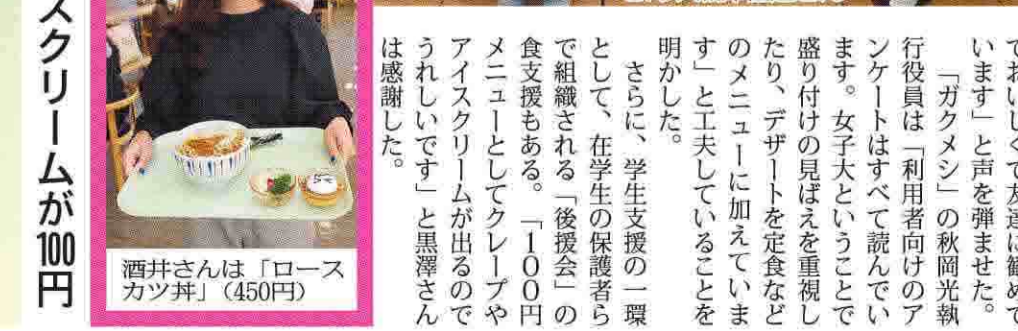 でおいしくて友達に勧めて
います」と声を弾ませた。
「ガクメシ」の秋岡光執
行役員は「利用者向けのア
ンケートはすべて読んでい
ます。女子大ということで
盛り付けの見ばえを重視し
たり、デザートを定食など
のメニューに加えていま
す」と工夫していることを
明かした。
さらに、学生支援の一環
として、在学生の保護者ら
で組織される「後援会」の
食支援もある。「100円
メニューとしてクレープや
アイスクリームが出るので
うれしいです」と黒澤さん
は感謝した。
酒井さんは「ロース
カツ丼」(450円)
スクリームが100円